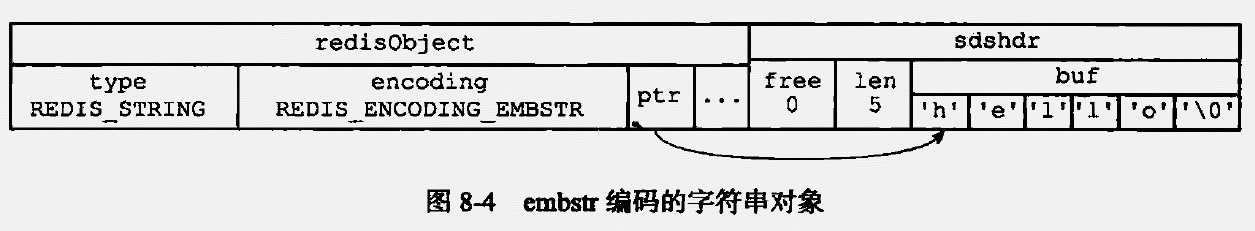 redisObject sdshdr
type encoding ptr ... free len buf
REDIS_STRING REDIS_ENCODING_EMBSTR 0 5 'h' 'e' 'l' 'l' 'o' '\0'
图 8-4 embstr 编码的字符串对象